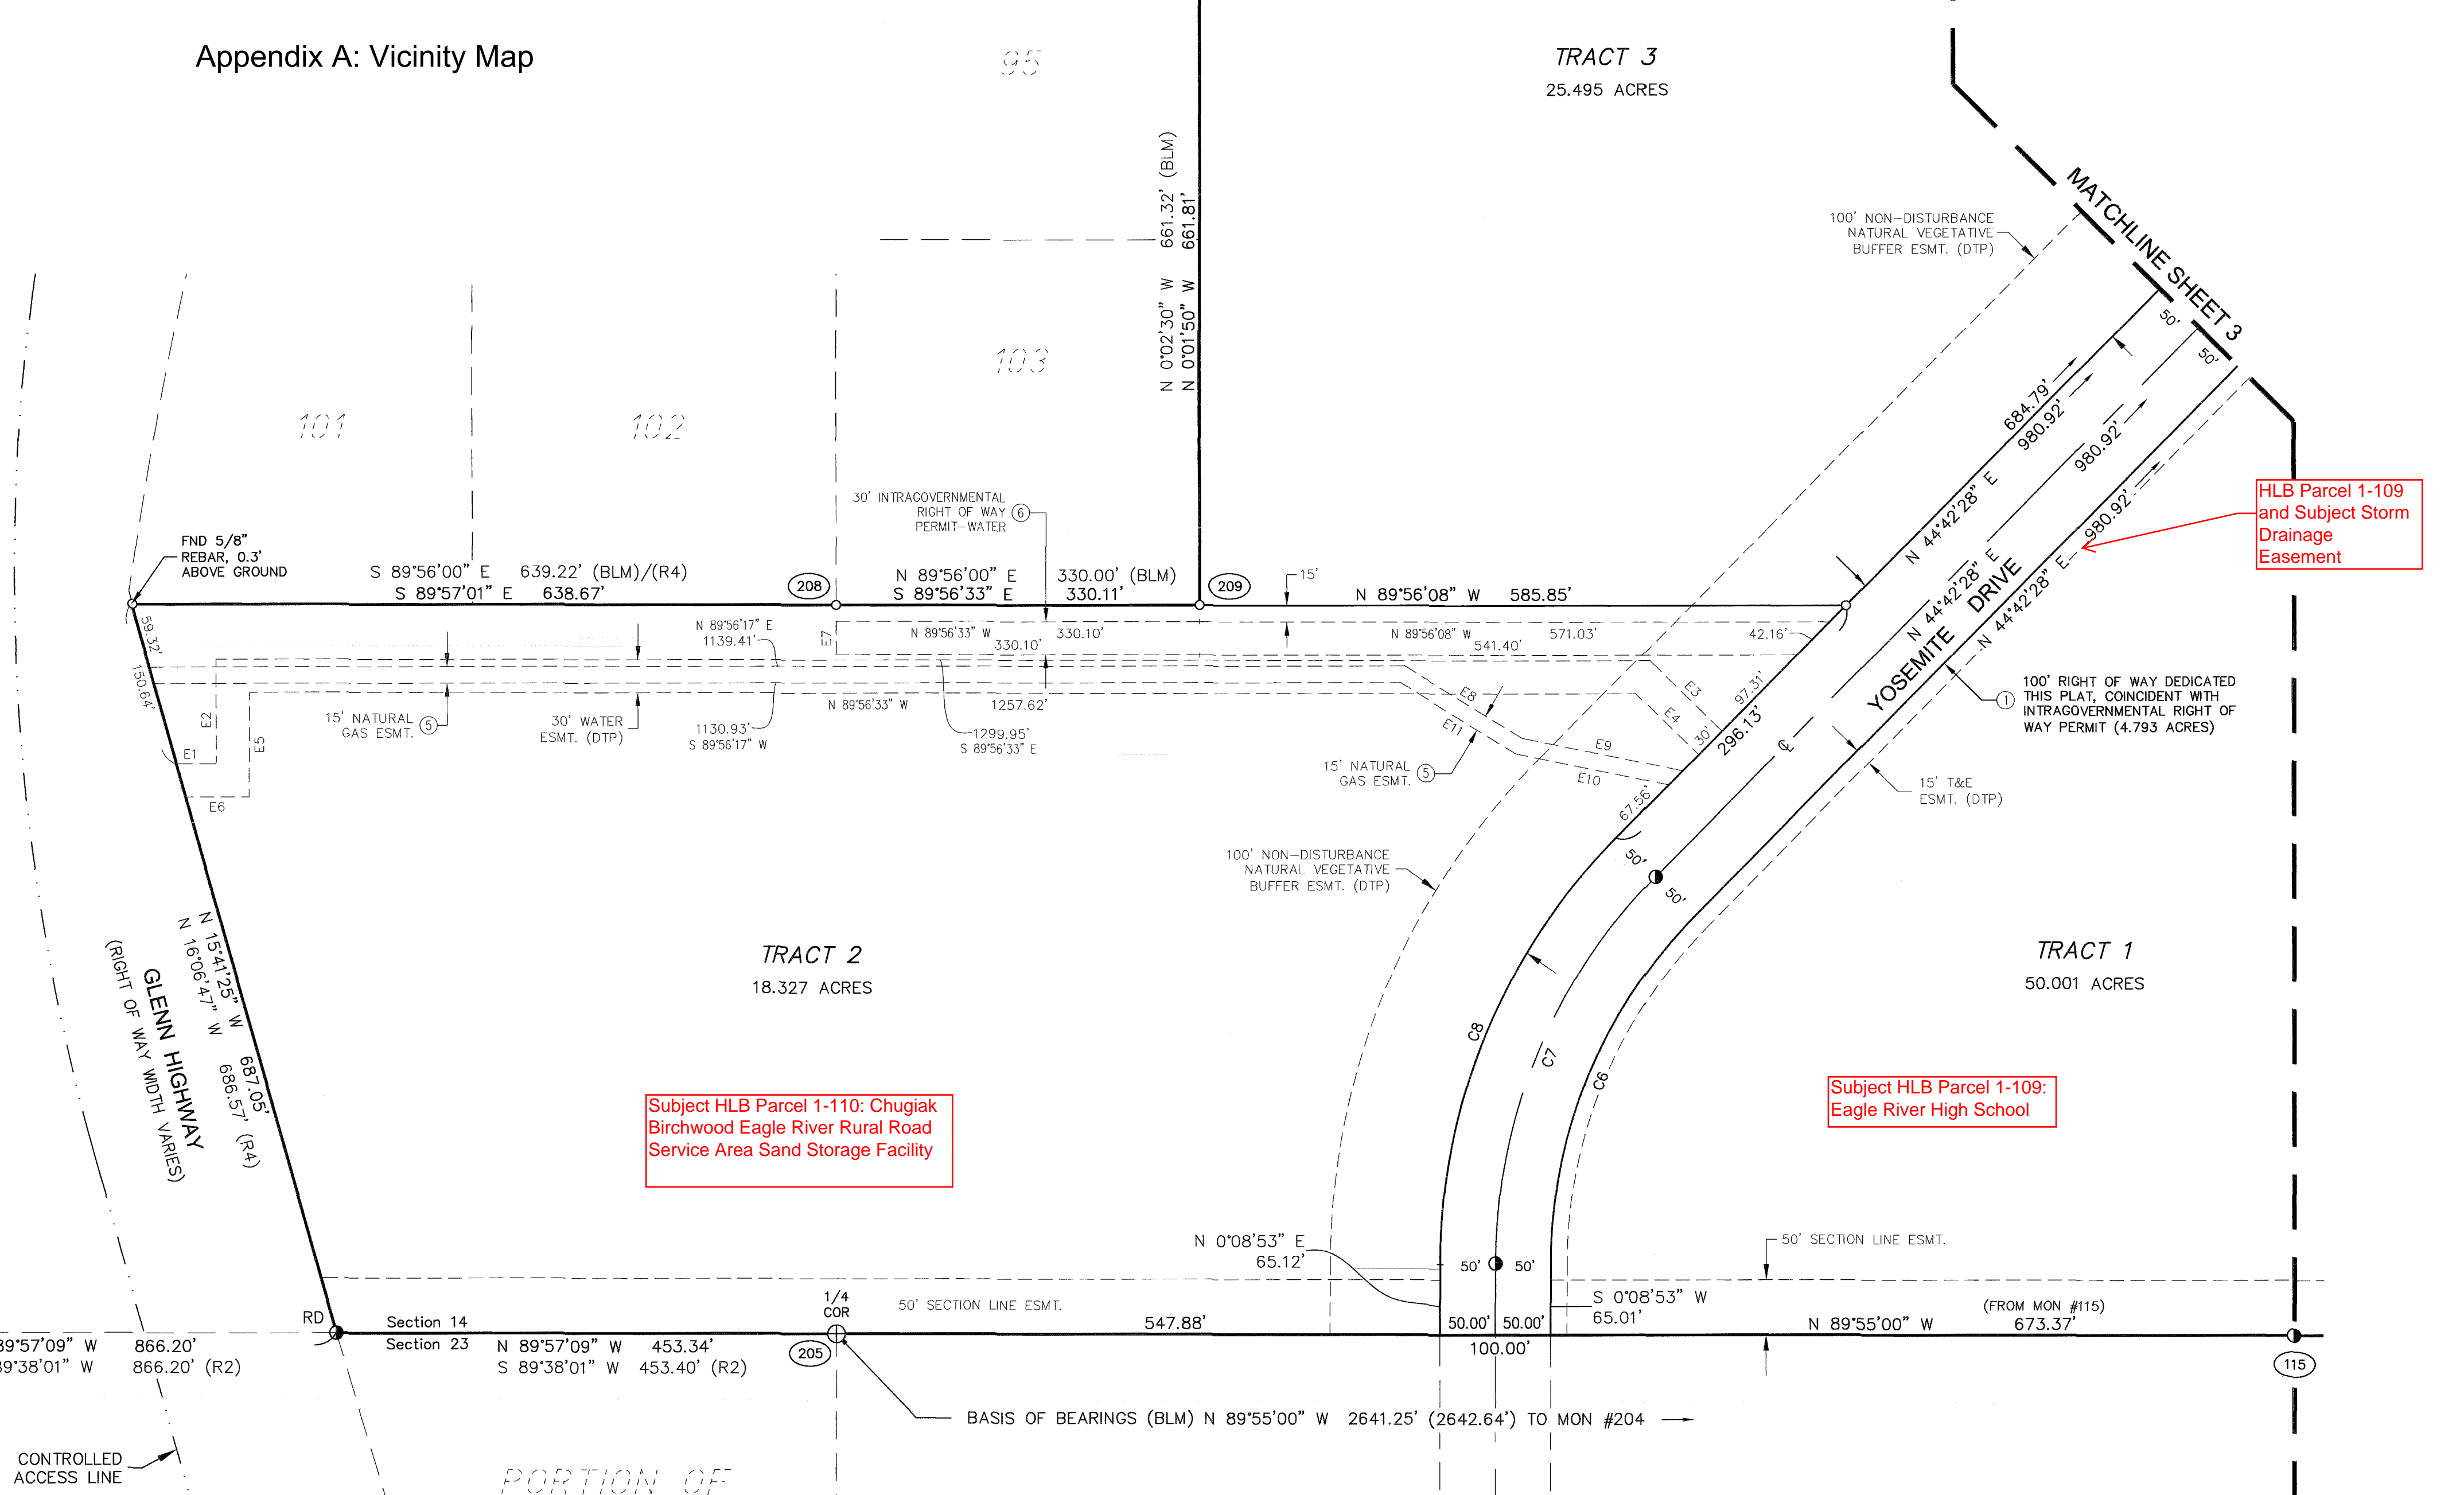 Appendix A: Vicinity Map
95
TRACT 3
25.495 ACRES
MATCHLINE SHEET 3
100' NON-DISTURBANCE
NATURAL VEGETATIVE
BUFFER ESMT. (DTP)
N 0°02'30" W 661.32' (BLM)
N 0°01'50" W 661.81'
50'
50'
101
102
103
684.79'
980.92'
N 44°42'28" E
980.92'
N 44°42'28" E
980.92'
N 44°42'28" E
YOSEMITE DRIVE
HLB Parcel 1-109
and Subject Storm
Drainage
Easement
30' INTRAGOVERNMENTAL
RIGHT OF WAY
PERMIT-WATER
6
FND 5/8"
REBAR, 0.3'
ABOVE GROUND
S 89°56'00" E 639.22' (BLM)/(R4)
S 89°57'01" E 638.67'
208
N 89°56'00" E 330.00' (BLM)
S 89°56'33" E 330.11'
209
15'
N 89°56'08" W 585.85'
59.32'
150.64'
N 89°56'17" E
1139.41'
E7
N 89°56'33" W 330.10'
330.10'
N 89°56'08" W 571.03'
541.40'
42.16'
97.31'
30'
296.13'
67.56'
E1
E2
E5
E6
15' NATURAL
GAS ESMT.
5
30' WATER
ESMT. (DTP)
1130.93'
S 89°56'17" W
N 89°56'33" W 1257.62'
1299.95'
S 89°56'33" E
E8
E11
E3
E4
E9
E10
15' NATURAL
GAS ESMT.
5
100' RIGHT OF WAY DEDICATED
THIS PLAT, COINCIDENT WITH
INTRAGOVERNMENTAL RIGHT OF
WAY PERMIT (4.793 ACRES)
1
15' T&E
ESMT. (DTP)
100' NON-DISTURBANCE
NATURAL VEGETATIVE
BUFFER ESMT. (DTP)
50'
50'
N 15°41'25" W 687.05'
N 16°06'47" W 686.57' (R4)
GLENN HIGHWAY
(RIGHT OF WAY WIDTH VARIES)
TRACT 2
18.327 ACRES
TRACT 1
50.001 ACRES
C8
C7
C6
Subject HLB Parcel 1-110: Chugiak
Birchwood Eagle River Rural Road
Service Area Sand Storage Facility
Subject HLB Parcel 1-109:
Eagle River High School
N 0°08'53" E
65.12'
50' 50'
50' SECTION LINE ESMT.
S 0°08'53" W
65.01'
(FROM MON #115)
N 89°55'00" W 673.37'
115
RD
Section 14
Section 23
1/4
COR
50' SECTION LINE ESMT.
547.88'
50.00' 50.00'
100.00'
89°57'09" W 866.20'
89°38'01" W 866.20' (R2)
N 89°57'09" W 453.34'
S 89°38'01" W 453.40' (R2)
205
BASIS OF BEARINGS (BLM) N 89°55'00" W 2641.25' (2642.64') TO MON #204
CONTROLLED
ACCESS LINE
PORTION OF